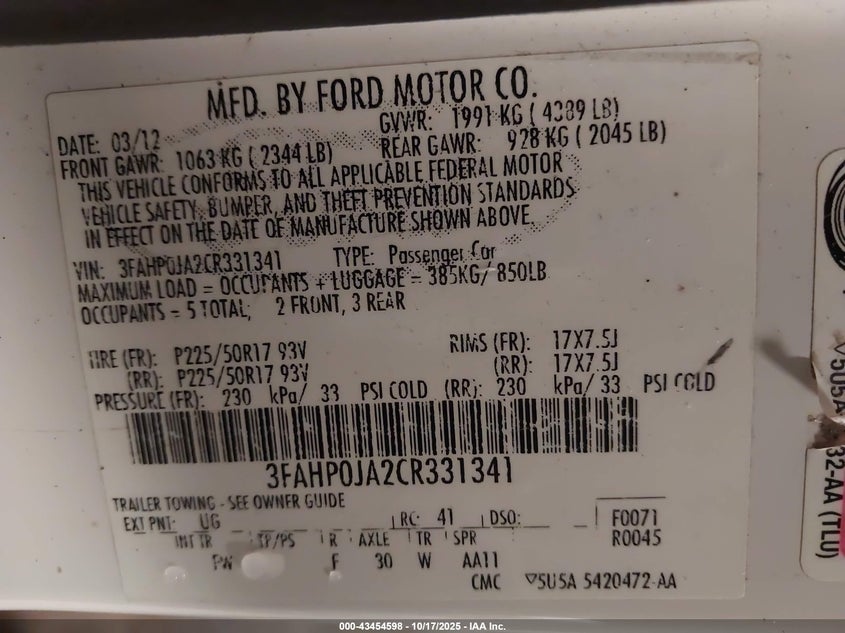 MFD. BY FORD MOTOR CO.
DATE: 03/12 GVWR: 1991 KG ( 4389 LB)
FRONT GAWR: 1063 KG ( 2344 LB) REAR GAWR: 928 KG ( 2045 LB)
THIS VEHICLE CONFORMS TO ALL APPLICABLE FEDERAL MOTOR
VEHICLE SAFETY, BUMPER, AND THEFT PREVENTION STANDARDS
IN EFFECT ON THE DATE OF MANUFACTURE SHOWN ABOVE.
VIN: 3FAHP0JA2CR331341 TYPE: Passenger Car
MAXIMUM LOAD = OCCUPANTS + LUGGAGE = 385KG/ 850LB
OCCUPANTS = 5 TOTAL; 2 FRONT, 3 REAR
TIRE (FR): P225/50R17 93V RIMS (FR): 17X7.5J
(RR): P225/50R17 93V (RR): 17X7.5J
PRESSURE (FR): 230 kPa/ 33 PSI COLD (RR): 230 kPa/ 33 PSI COLD
3FAHP0JA2CR331341
TRAILER TOWING - SEE OWNER GUIDE
EXT PNT: UG RC: 41 DSO: F0071
INT TR TP/PS R AXLE TR SPR R0045
PW F 30 W AA11
CMC ▽5U5A 5420472-AA
▽5U5A
32-AA (TLU)
000-43454598 - 10/17/2025 - IAA Inc.